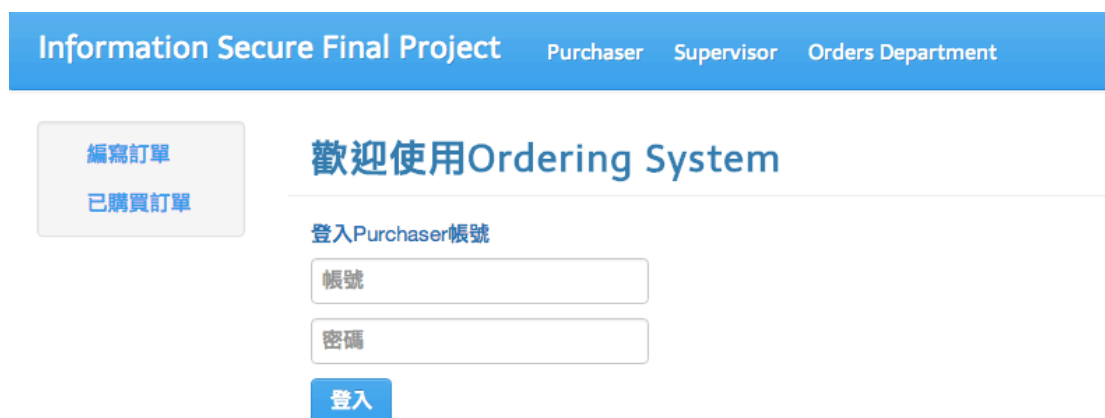 Information Secure Final Project Purchaser Supervisor Orders Department
編寫訂單
已購買訂單
歡迎使用Ordering System
登入Purchaser帳號
帳號
密碼
登入